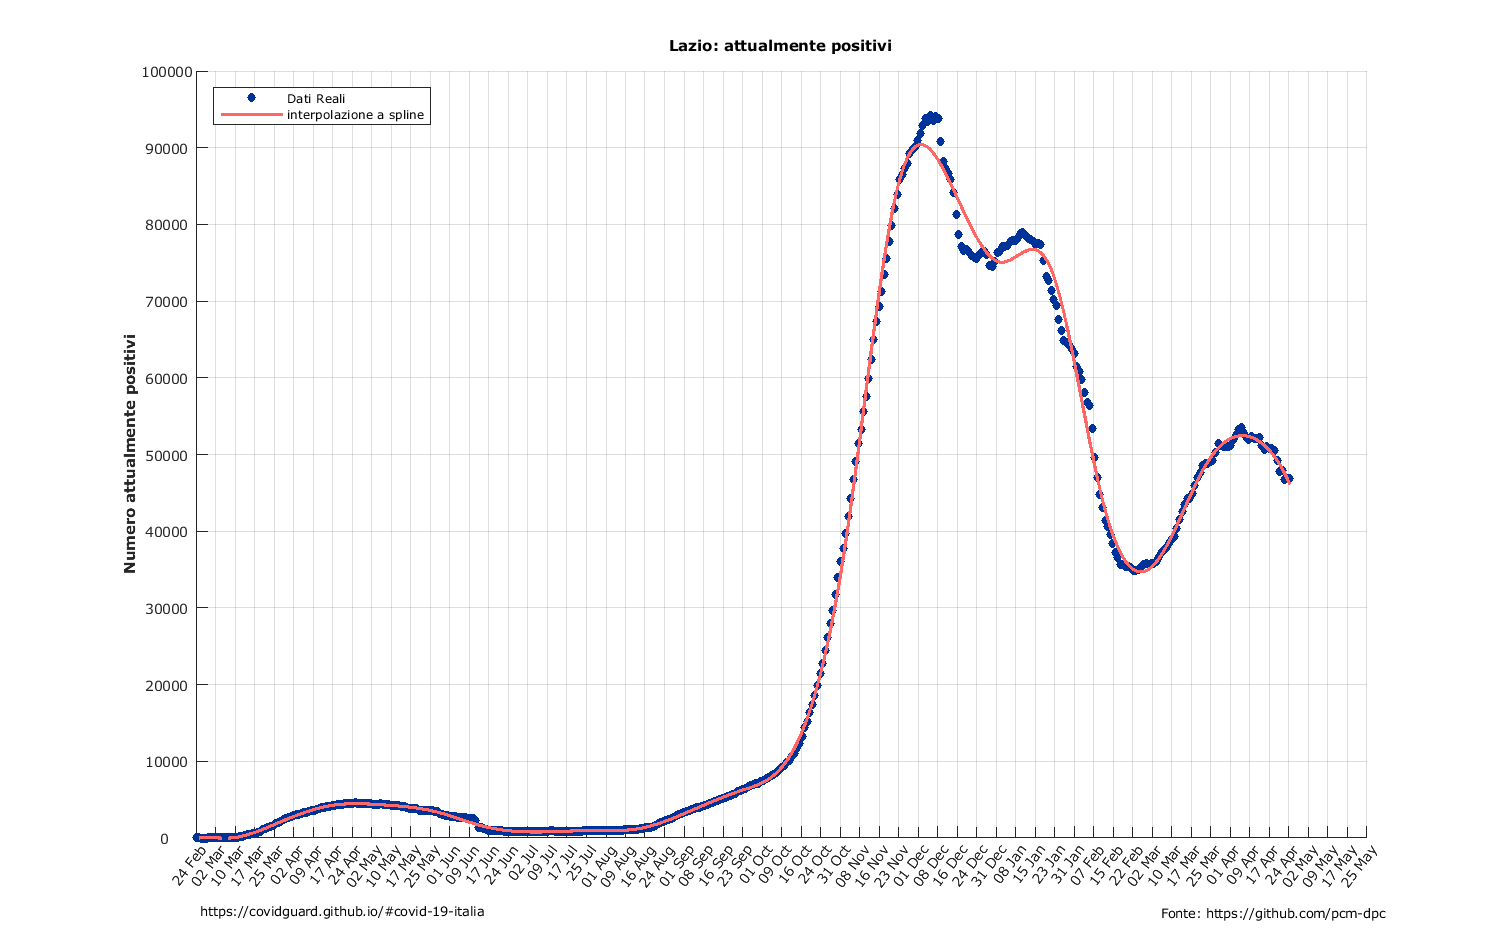 Lazio: attualmente positivi
Dati Reali
interpolazione a spline
Numero attualmente positivi
100000
90000
80000
70000
60000
50000
40000
30000
20000
10000
0
24 Feb
02 Mar
10 Mar
17 Mar
25 Mar
02 Apr
09 Apr
17 Apr
24 Apr
02 May
10 May
17 May
25 May
01 Jun
09 Jun
17 Jun
24 Jun
02 Jul
09 Jul
17 Jul
25 Jul
01 Aug
09 Aug
16 Aug
24 Aug
01 Sep
08 Sep
16 Sep
23 Sep
01 Oct
09 Oct
16 Oct
24 Oct
31 Oct
08 Nov
16 Nov
23 Nov
01 Dec
08 Dec
16 Dec
24 Dec
31 Dec
08 Jan
15 Jan
23 Jan
31 Jan
07 Feb
15 Feb
22 Feb
02 Mar
10 Mar
17 Mar
25 Mar
01 Apr
09 Apr
17 Apr
24 Apr
02 May
09 May
17 May
25 May
https://covidguard.github.io/#covid-19-italia
Fonte: https://github.com/pcm-dpc